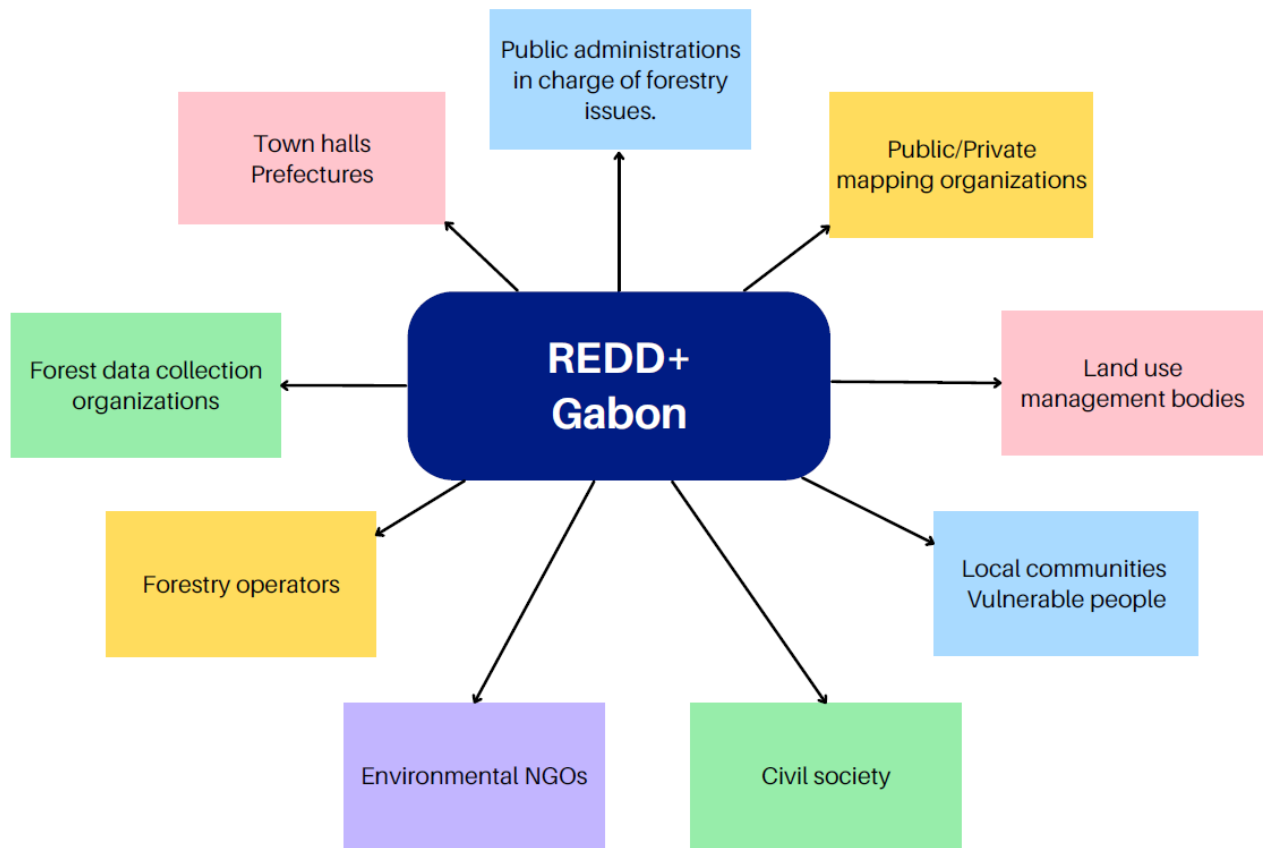 Public administrations
in charge of forestry
issues.
Town halls
Prefectures
Public/Private
mapping organizations
REDD+
Gabon
Forest data collection
organizations
Land use
management bodies
Forestry operators
Local communities
Vulnerable people
Environmental NGOs
Civil society